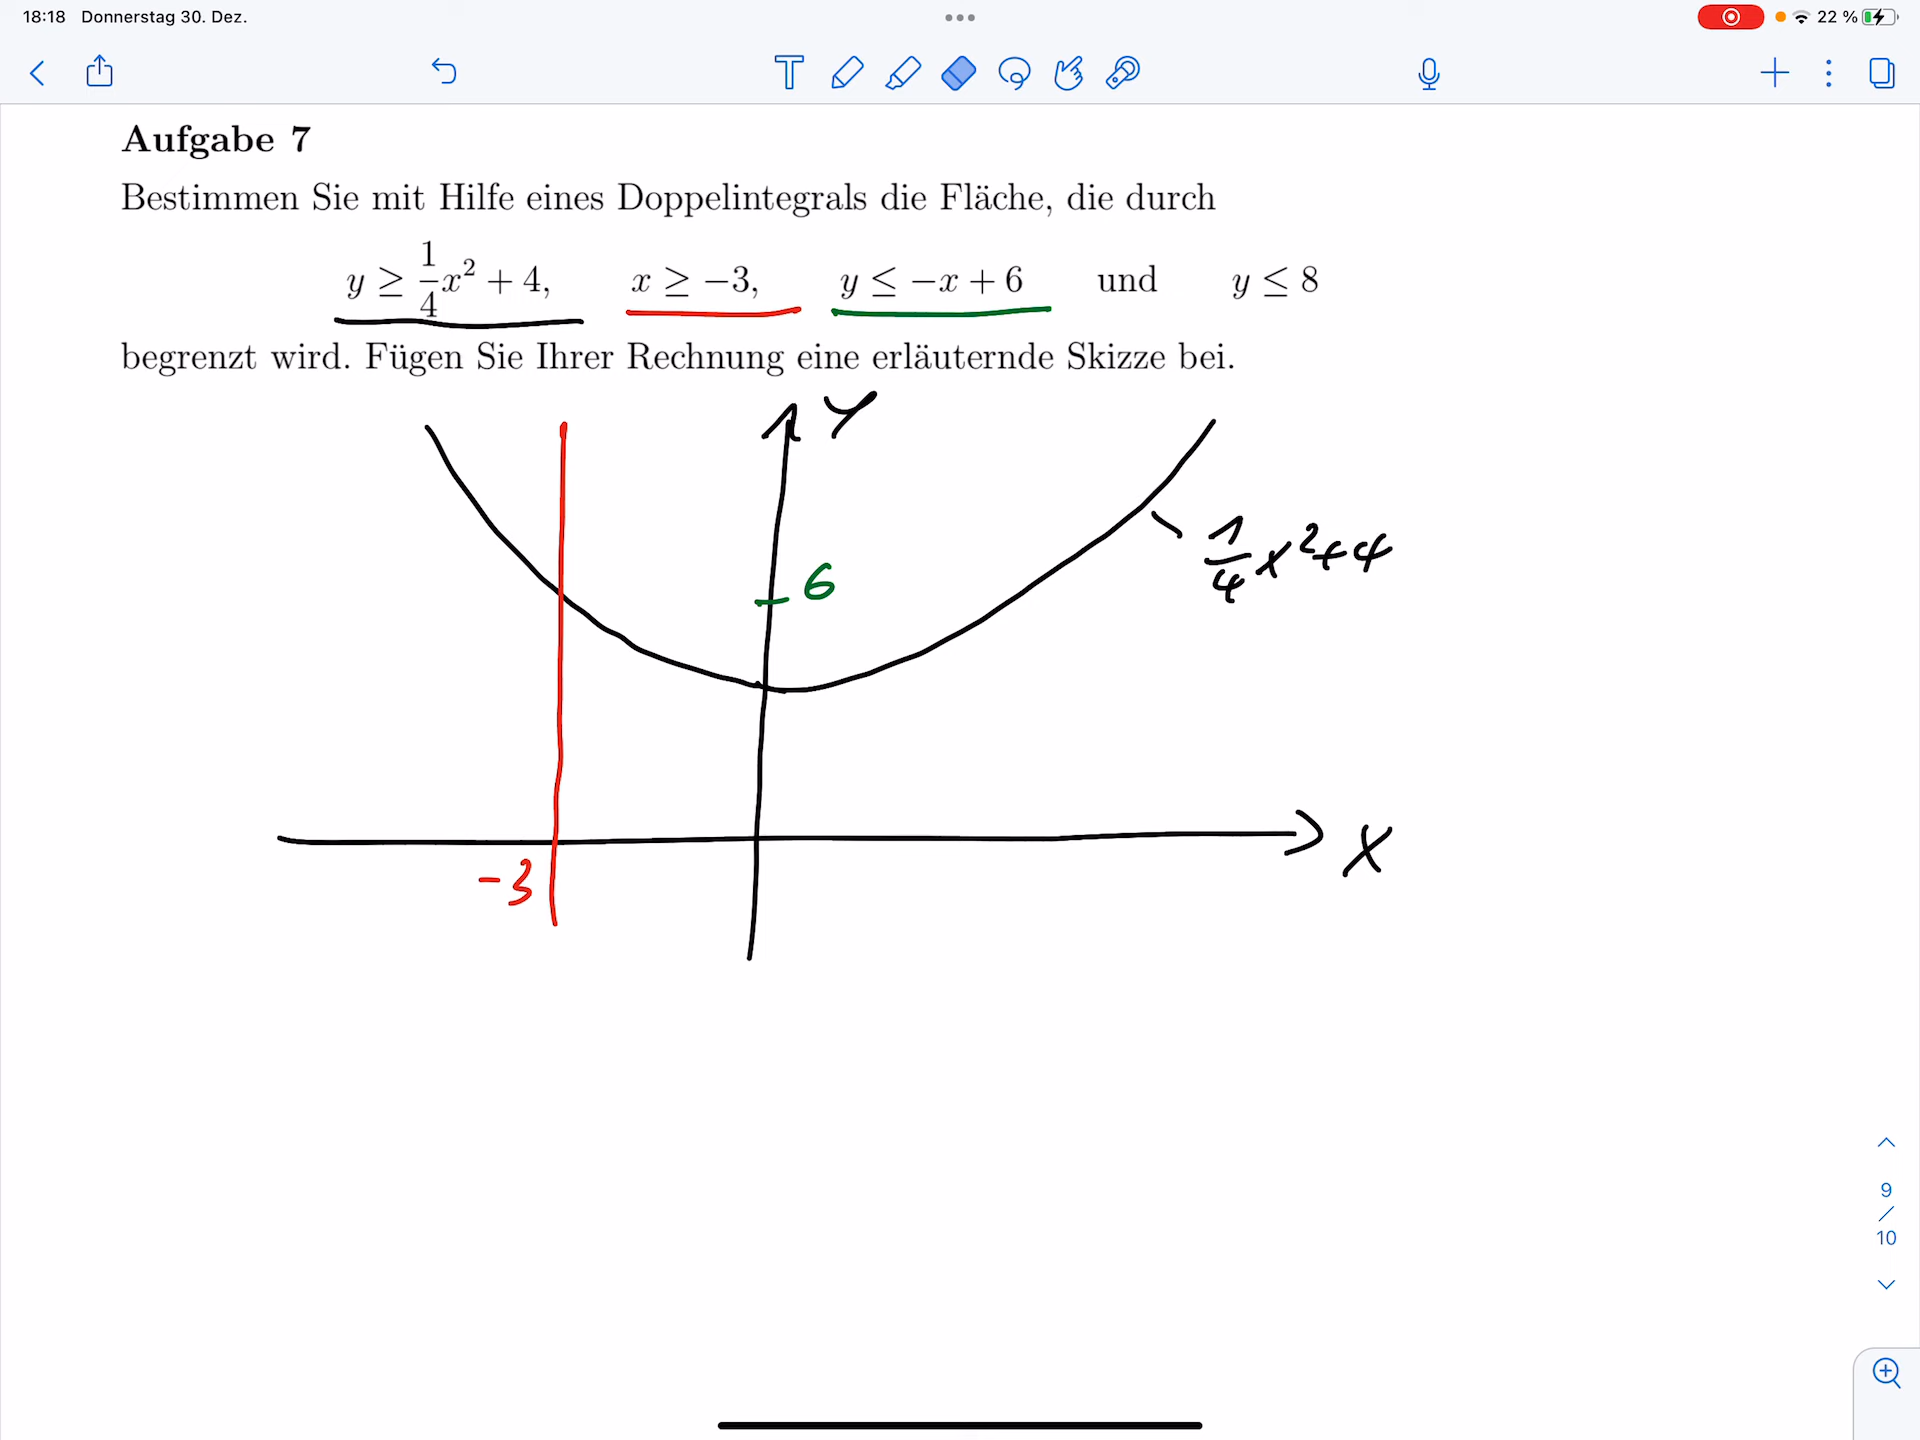 18:18 Donnerstag 30. Dez.
22 %
Aufgabe 7
Bestimmen Sie mit Hilfe eines Doppelintegrals die Fläche, die durch
y ≥ 1/4 x² + 4, x ≥ −3, y ≤ −x + 6 und y ≤ 8
begrenzt wird. Fügen Sie Ihrer Rechnung eine erläuternde Skizze bei.
y
1/4 x²+4
6
x
-3
9
/
10